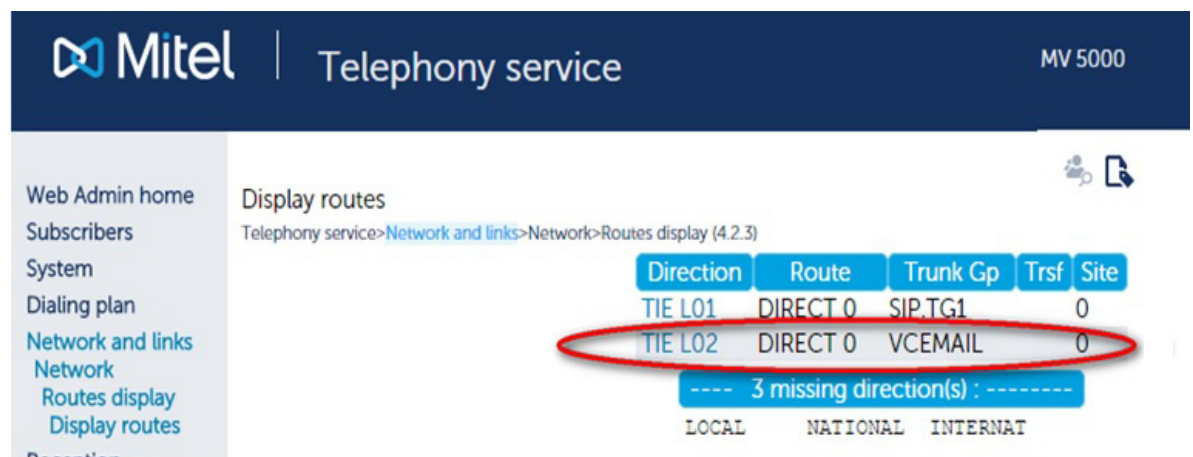 Mitel | Telephony service
MV 5000
Web Admin home
Subscribers
System
Dialing plan
Network and links
Network
Routes display
Display routes
Display routes
Telephony service>Network and links>Network>Routes display (4.2.3)
Direction Route Trunk Gp Trsf Site
TIE L01 DIRECT 0 SIP.TG1 0
TIE L02 DIRECT 0 VCEMAIL 0
---- 3 missing direction(s) : --------
LOCAL NATIONAL INTERNAT